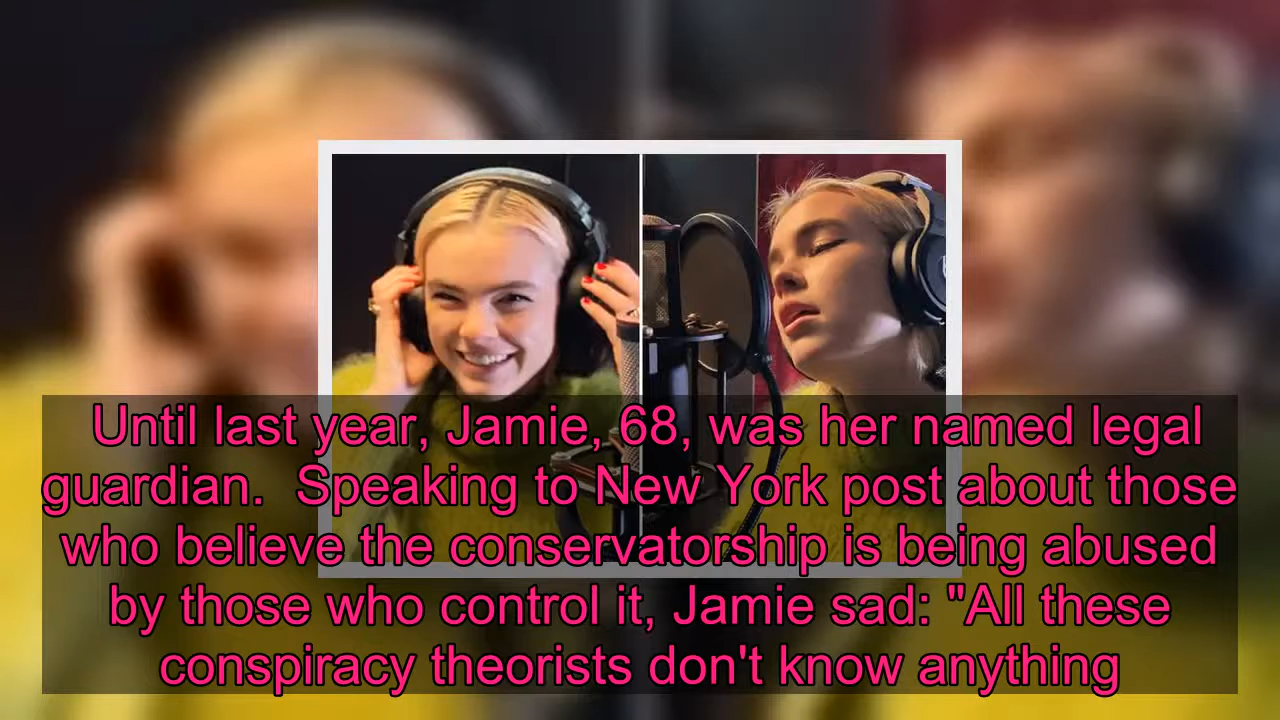 Until last year, Jamie, 68, was her named legal
guardian.  Speaking to New York post about those
who believe the conservatorship is being abused
by those who control it, Jamie sad: "All these
conspiracy theorists don't know anything